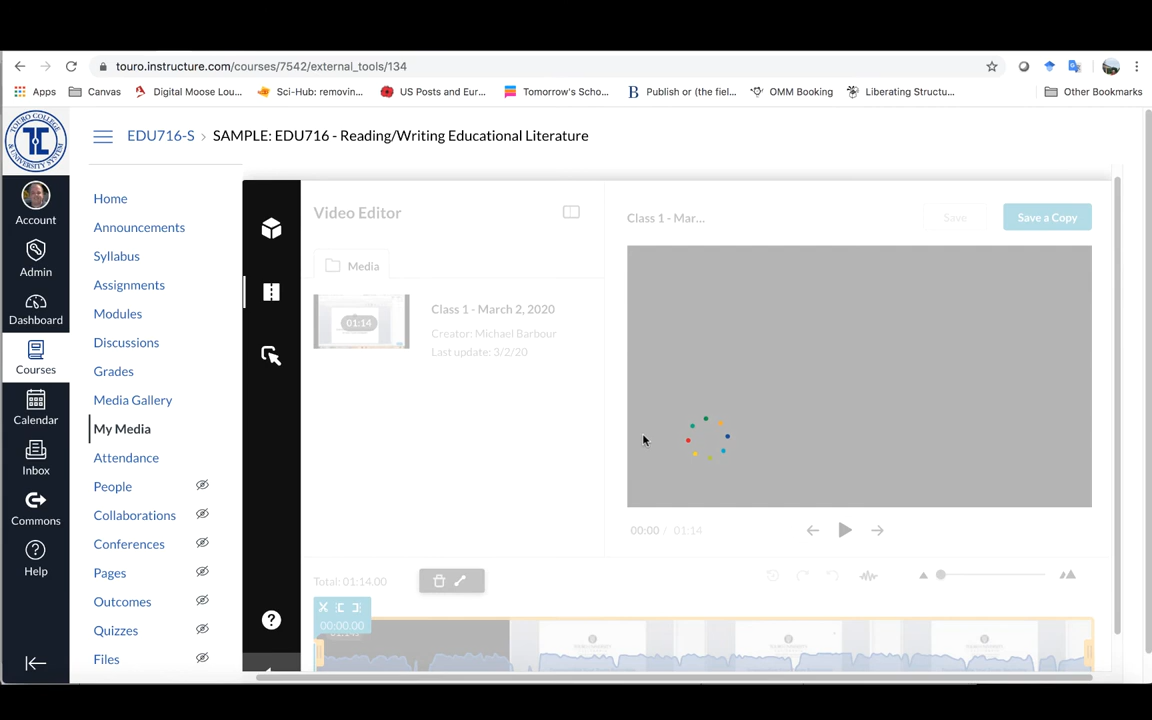 touro.instructure.com/courses/7542/external_tools/134
Apps Canvas Digital Moose Lou... Sci-Hub: removin... US Posts and Eur... Tomorrow's Scho... Publish or (the fiel... OMM Booking Liberating Structu... Other Bookmarks
EDU716-S › SAMPLE: EDU716 - Reading/Writing Educational Literature
Account
Admin
Dashboard
Courses
Calendar
Inbox
Commons
Help
Home
Announcements
Syllabus
Assignments
Modules
Discussions
Grades
Media Gallery
My Media
Attendance
People
Collaborations
Conferences
Pages
Outcomes
Quizzes
Files
Video Editor
Media
01:14
Class 1 - March 2, 2020
Creator: Michael Barbour
Last update: 3/2/20
Class 1 - Mar...
Save
Save a Copy
00:00 / 01:14
Total: 01:14.00
00:00.00